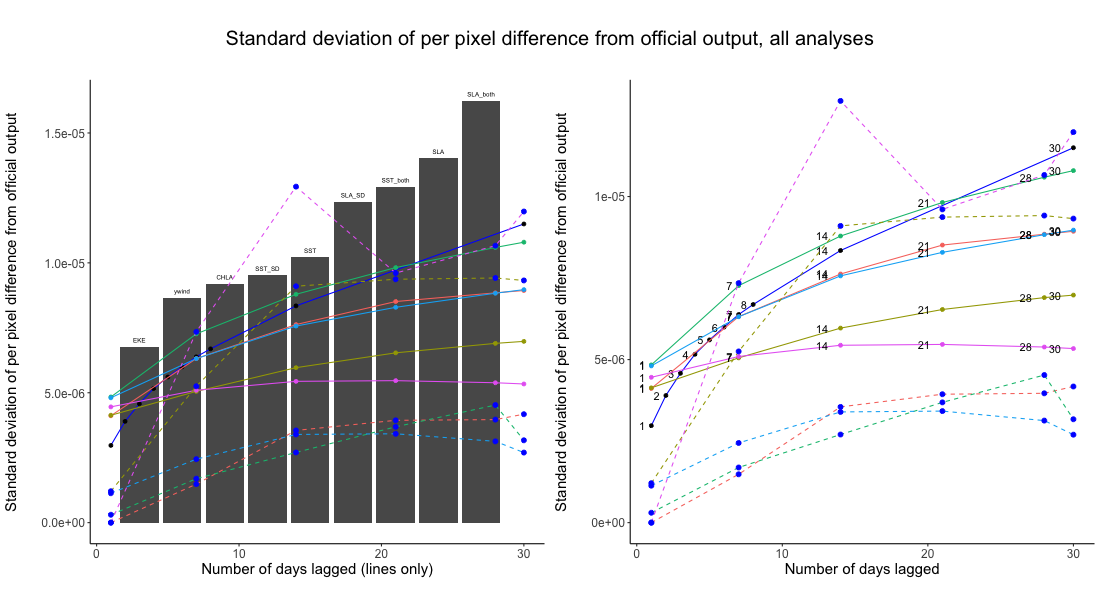 Standard deviation of per pixel difference from official output, all analyses
Standard deviation of per pixel difference from official output
1.5e-05
1.0e-05
5.0e-06
0.0e+00
EKE
ywind
CHLA
SST_SD
SST
SLA_SD
SST_both
SLA
SLA_both
0
10
20
30
Number of days lagged (lines only)
Standard deviation of per pixel difference from official output
1e-05
5e-06
0e+00
1
1
1
1
2
3
4
5
6
7
7
7
8
14
14
14
14
14
14
21
21
21
21
21
28
28
28
28
30
30
30
30
30
0
10
20
30
Number of days lagged